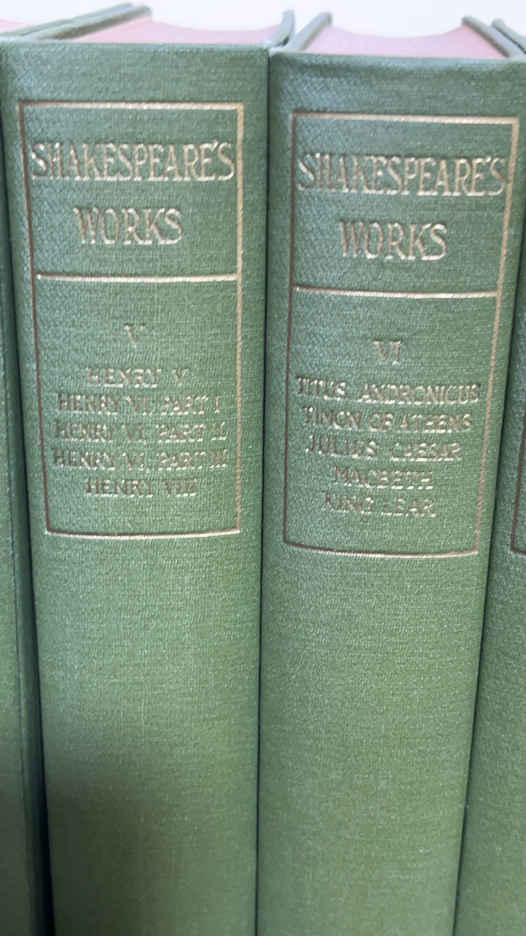 SHAKESPEARE'S
WORKS
V
HENRY V
HENRY VI, PART I
HENRY VI, PART II
HENRY VI, PART III
HENRY VIII
SHAKESPEARE'S
WORKS
VI
TITUS ANDRONICUS
TIMON OF ATHENS
JULIUS CAESAR
MACBETH
KING LEAR